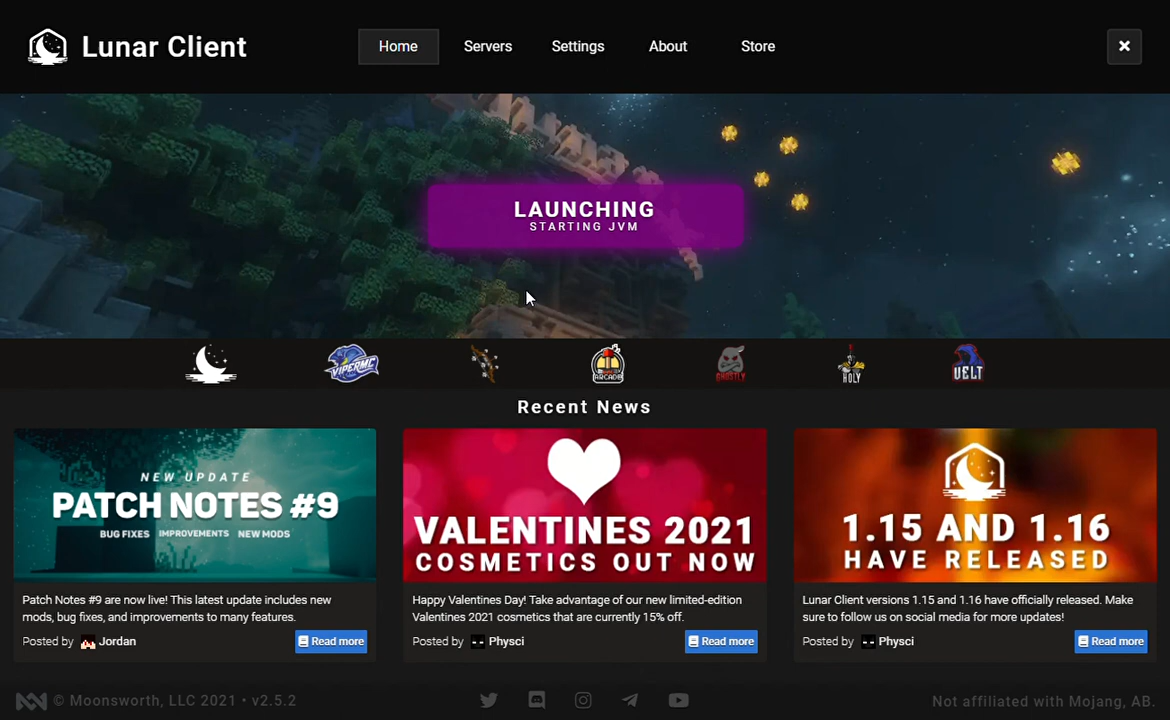 Lunar Client
Home
Servers
Settings
About
Store
LAUNCHING
STARTING JVM
VIPERMC
ARCADE
GHOSTLY
HOLY
VELT
Recent News
NEW UPDATE
PATCH NOTES #9
BUG FIXES IMPROVEMENTS NEW MODS
VALENTINES 2021
COSMETICS OUT NOW
1.15 AND 1.16
HAVE RELEASED
Patch Notes #9 are now live! This latest update includes new
mods, bug fixes, and improvements to many features.
Posted by Jordan
Read more
Happy Valentines Day! Take advantage of our new limited-edition
Valentines 2021 cosmetics that are currently 15% off.
Posted by Physci
Read more
Lunar Client versions 1.15 and 1.16 have officially released. Make
sure to follow us on social media for more updates!
Posted by Physci
Read more
© Moonsworth, LLC 2021 • v2.5.2
Not affiliated with Mojang, AB.